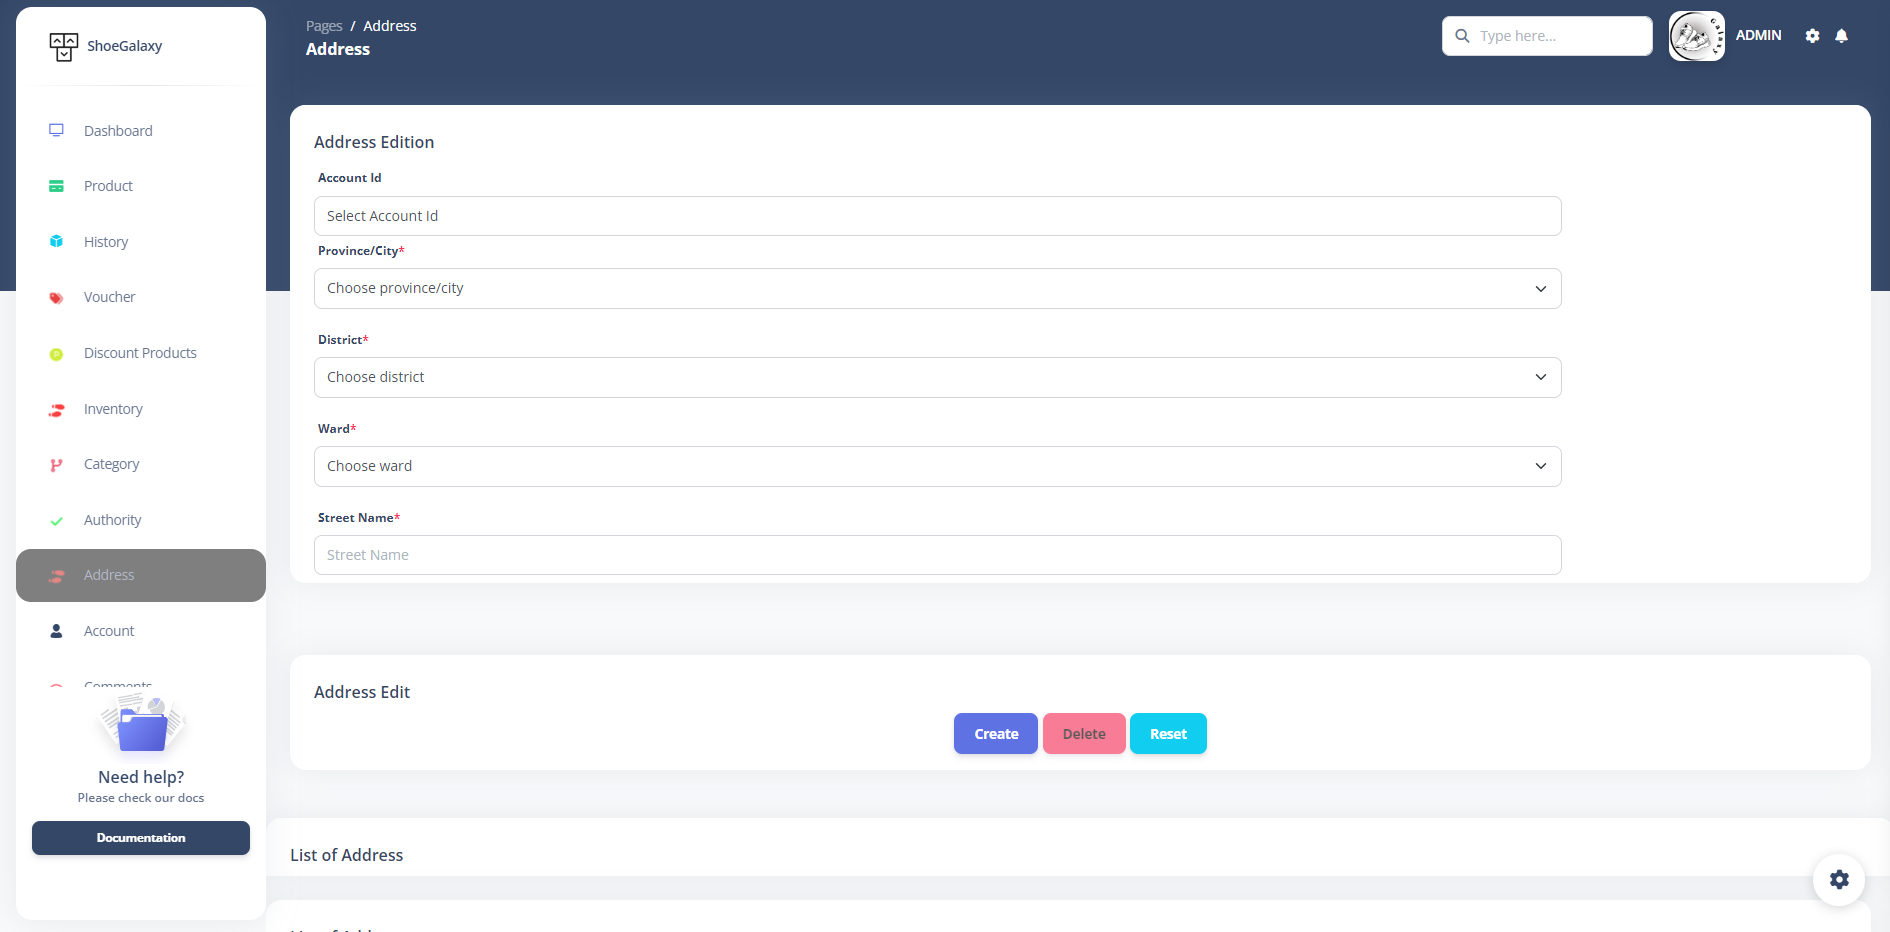 ShoeGalaxy
Dashboard
Product
History
Voucher
Discount Products
Inventory
Category
Authority
Address
Account
Comments
Need help?
Please check our docs
Documentation
Pages / Address
Address
Type here...
Galaxy
ADMIN
Address Edition
Account Id
Select Account Id
Province/City*
Choose province/city
District*
Choose district
Ward*
Choose ward
Street Name*
Street Name
Address Edit
Create Delete Reset
List of Address